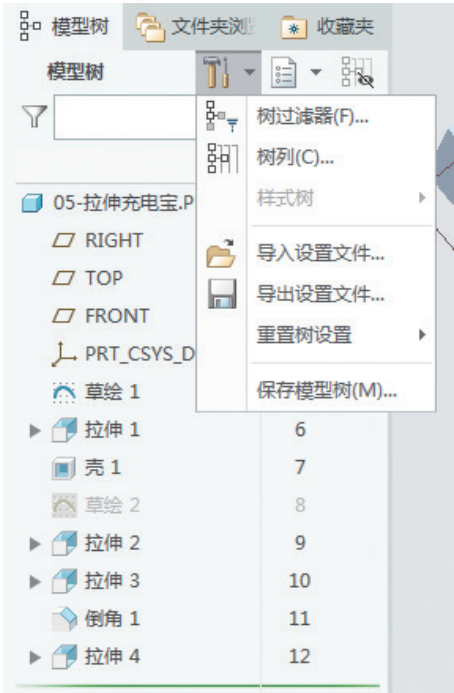 模型树 文件夹浏 收藏夹
模型树
树过滤器(F)...
树列(C)...
05-拉伸充电宝.P 样式树
RIGHT
导入设置文件...
TOP
导出设置文件...
FRONT
重置树设置
PRT_CSYS_D
草绘 1 保存模型树(M)...
拉伸 1 6
壳 1 7
草绘 2 8
拉伸 2 9
拉伸 3 10
倒角 1 11
拉伸 4 12